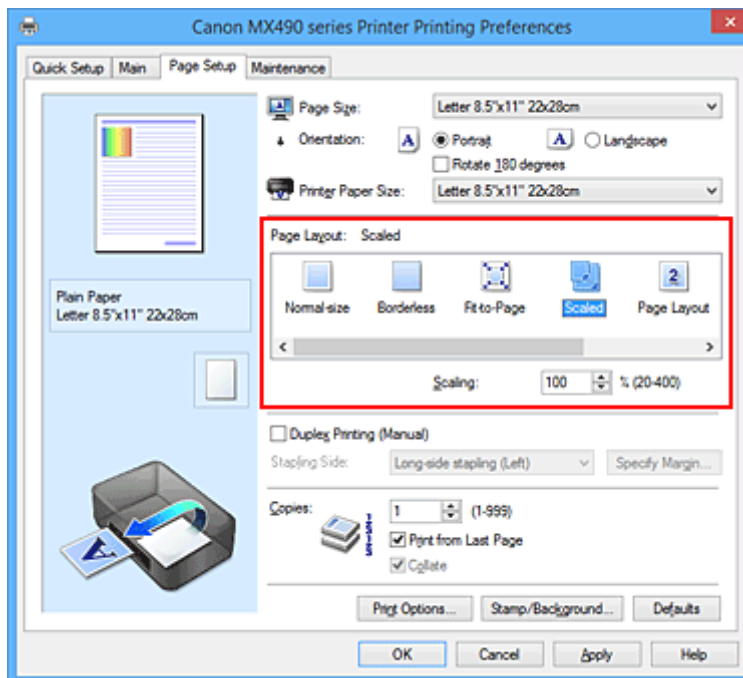 Canon MX490 series Printer Printing Preferences
Quick Setup Main Page Setup Maintenance
Page Size: Letter 8.5"x11" 22x28cm
Orientation: A Portrait A Landscape
Rotate 180 degrees
Printer Paper Size: Letter 8.5"x11" 22x28cm
Page Layout: Scaled
2
Normal-size Borderless Fit-to-Page Scaled Page Layout
Scaling: 100 % (20-400)
Plain Paper
Letter 8.5"x11" 22x28cm
Duplex Printing (Manual)
Stapling Side: Long-side stapling (Left) Specify Margin...
Copies: 1 (1-999)
Print from Last Page
Collate
A
Print Options... Stamp/Background... Defaults
OK Cancel Apply Help